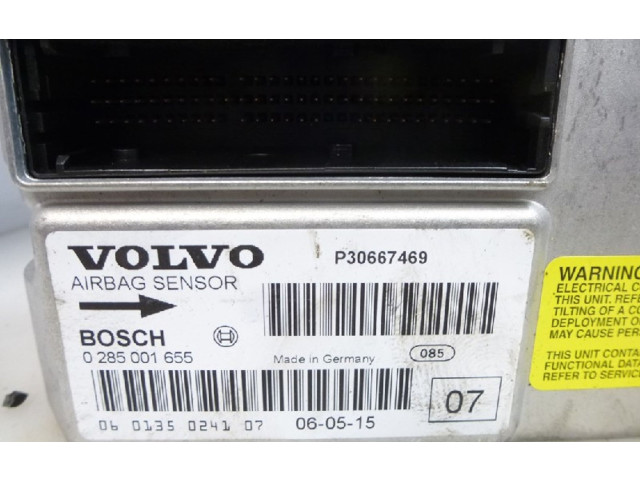 VOLVO
AIRBAG SENSOR
P30667469
BOSCH
0 285 001 655
Made in Germany
085
06 0135 0241 07
06-05-15
07
WARNING
ELECTRICAL
THIS UNIT. REFE
TILTING OF A
DEPLOYMENT O
MAY CAUSE PER
THIS UNIT CONTA
FUNCTIONAL DATA
REFER TO SERVIC